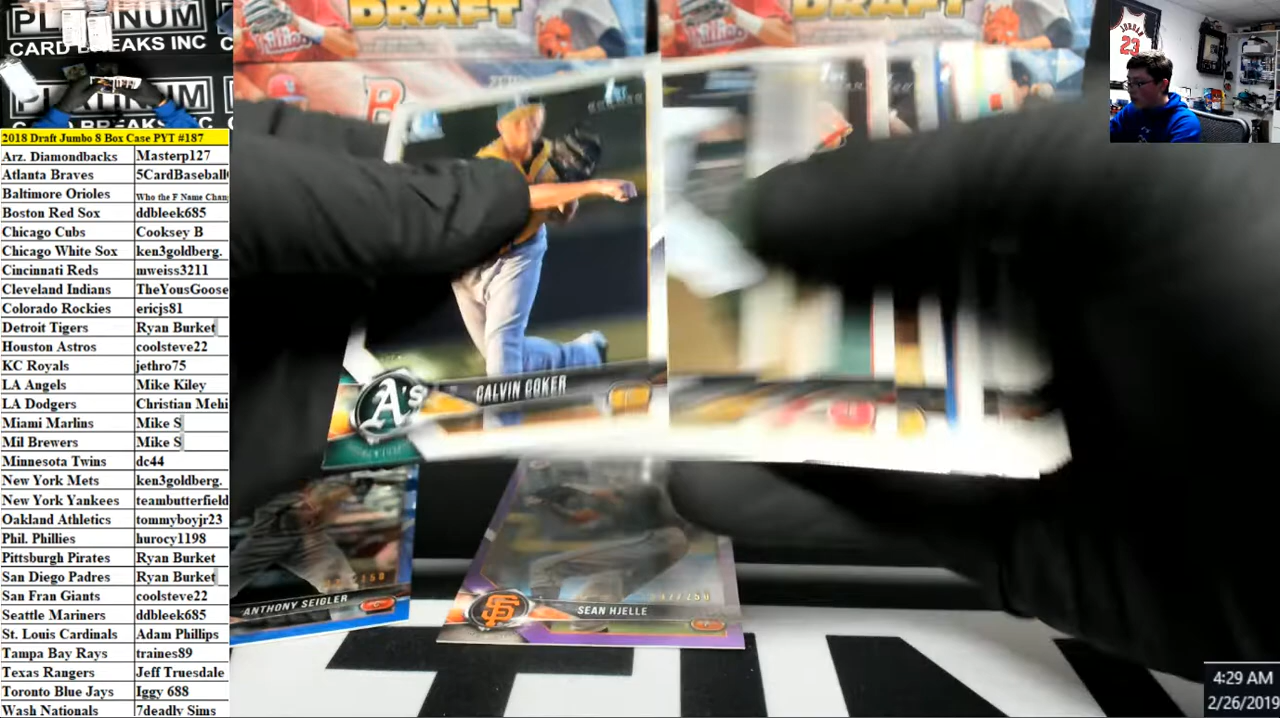 PLATINUM
CARD BREAKS INC
PLATINUM
2018 Draft Jumbo 8 Box Case PYT #187
Arz. Diamondbacks Masterp127
Atlanta Braves 5CardBaseball
Baltimore Orioles Who the F Name Chan
Boston Red Sox ddbleek685
Chicago Cubs Cooksey B
Chicago White Sox ken3goldberg.
Cincinnati Reds mweiss3211
Cleveland Indians TheYousGoose
Colorado Rockies ericjs81
Detroit Tigers Ryan Burket
Houston Astros coolsteve22
KC Royals jethro75
LA Angels Mike Kiley
LA Dodgers Christian Mehi
Miami Marlins Mike S
Mil Brewers Mike S
Minnesota Twins dc44
New York Mets ken3goldberg.
New York Yankees teambutterfield
Oakland Athletics tommyboyjr23
Phil. Phillies hurocy1198
Pittsburgh Pirates Ryan Burket
San Diego Padres Ryan Burket
San Fran Giants coolsteve22
Seattle Mariners ddbleek685
St. Louis Cardinals Adam Phillips
Tampa Bay Rays traines89
Texas Rangers Jeff Truesdale
Toronto Blue Jays Iggy 688
Wash Nationals 7deadly Sims
DRAFT
DRAFT
JORDAN
23
B
A's
CALVIN COKER
ANTHONY SEIGLER
SF
SEAN HJELLE
4:29 AM
2/26/2019